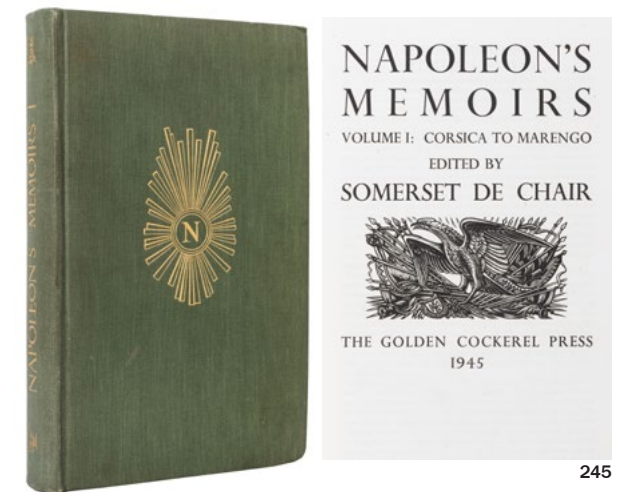 NAPOLEON'S MEMOIRS I
N
NAPOLEON'S
MEMOIRS
VOLUME I: CORSICA TO MARENGO
EDITED BY
SOMERSET DE CHAIR
THE GOLDEN COCKEREL PRESS
1945
245